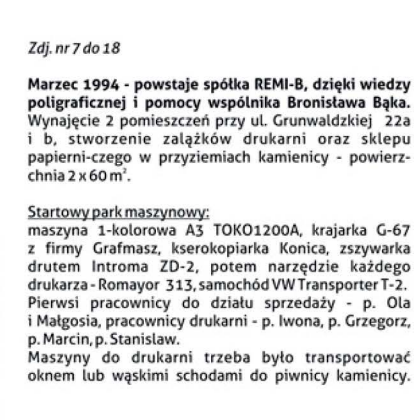 Zdj. nr 7 do 18
Marzec 1994 - powstaje spółka REMI-B, dzięki wiedzy
poligraficznej i pomocy wspólnika Bronisława Bąka.
Wynajęcie 2 pomieszczeń przy ul. Grunwaldzkiej 22a
i b, stworzenie zalążków drukarni oraz sklepu
papierni-czego w przyziemiach kamienicy - powierz-
chnia 2 x 60 m².
Startowy park maszynowy:
maszyna 1-kolorowa A3 TOKO1200A, krajarka G-67
z firmy Grafmasz, kserokopiarka Konica, zszywarka
drutem Introma ZD-2, potem narzędzie każdego
drukarza - Romayor 313, samochód VW Transporter T-2.
Pierwsi pracownicy do działu sprzedaży - p. Ola
i Małgosia, pracownicy drukarni - p. Iwona, p. Grzegorz,
p. Marcin, p. Stanislaw.
Maszyny do drukarni trzeba było transportować
oknem lub wąskimi schodami do piwnicy kamienicy.